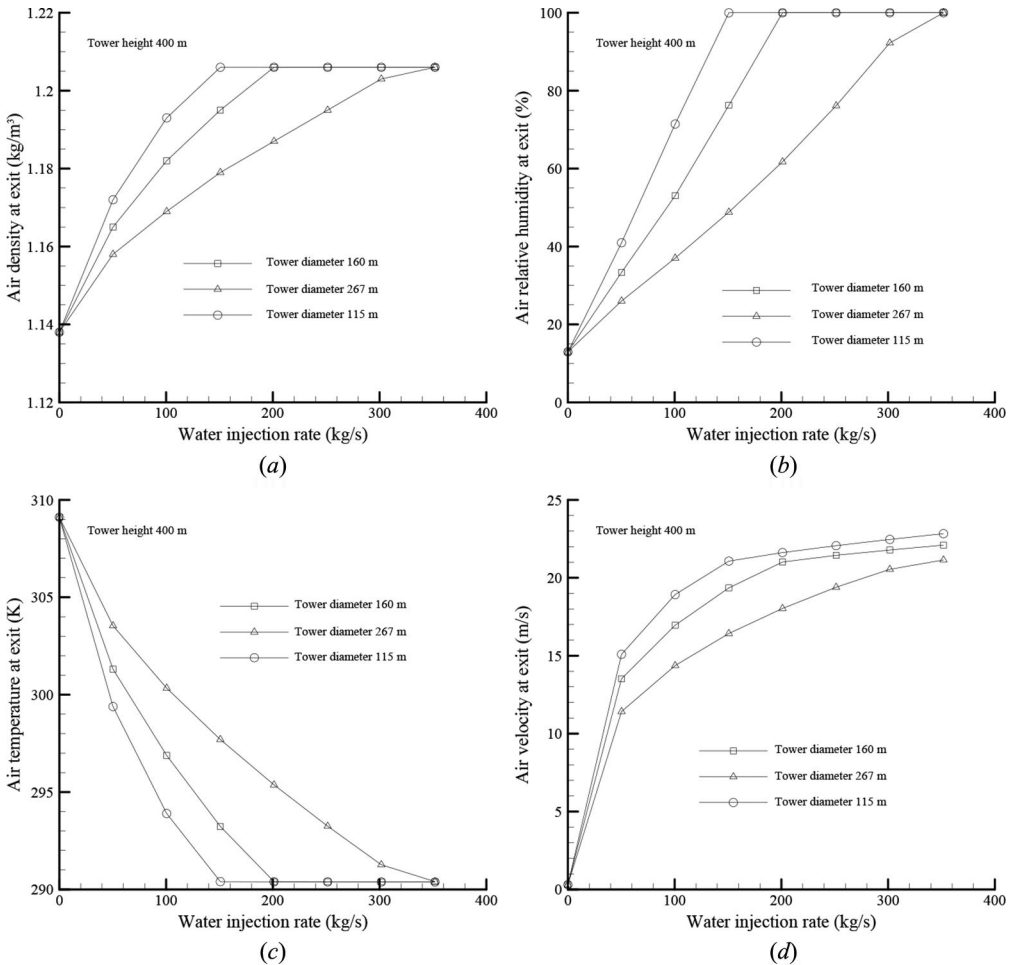 1.22
1.2
1.18
1.16
1.14
1.12
Air density at exit (kg/m³)
Tower height 400 m
Tower diameter 160 m
Tower diameter 267 m
Tower diameter 115 m
0 100 200 300 400
Water injection rate (kg/s)
(a)
100
80
60
40
20
0
Air relative humidity at exit (%)
Tower height 400 m
Tower diameter 160 m
Tower diameter 267 m
Tower diameter 115 m
0 100 200 300 400
Water injection rate (kg/s)
(b)
310
305
300
295
290
Air temperature at exit (K)
Tower height 400 m
Tower diameter 160 m
Tower diameter 267 m
Tower diameter 115 m
0 100 200 300 400
Water injection rate (kg/s)
(c)
25
20
15
10
5
0
Air velocity at exit (m/s)
Tower height 400 m
Tower diameter 160 m
Tower diameter 267 m
Tower diameter 115 m
0 100 200 300 400
Water injection rate (kg/s)
(d)